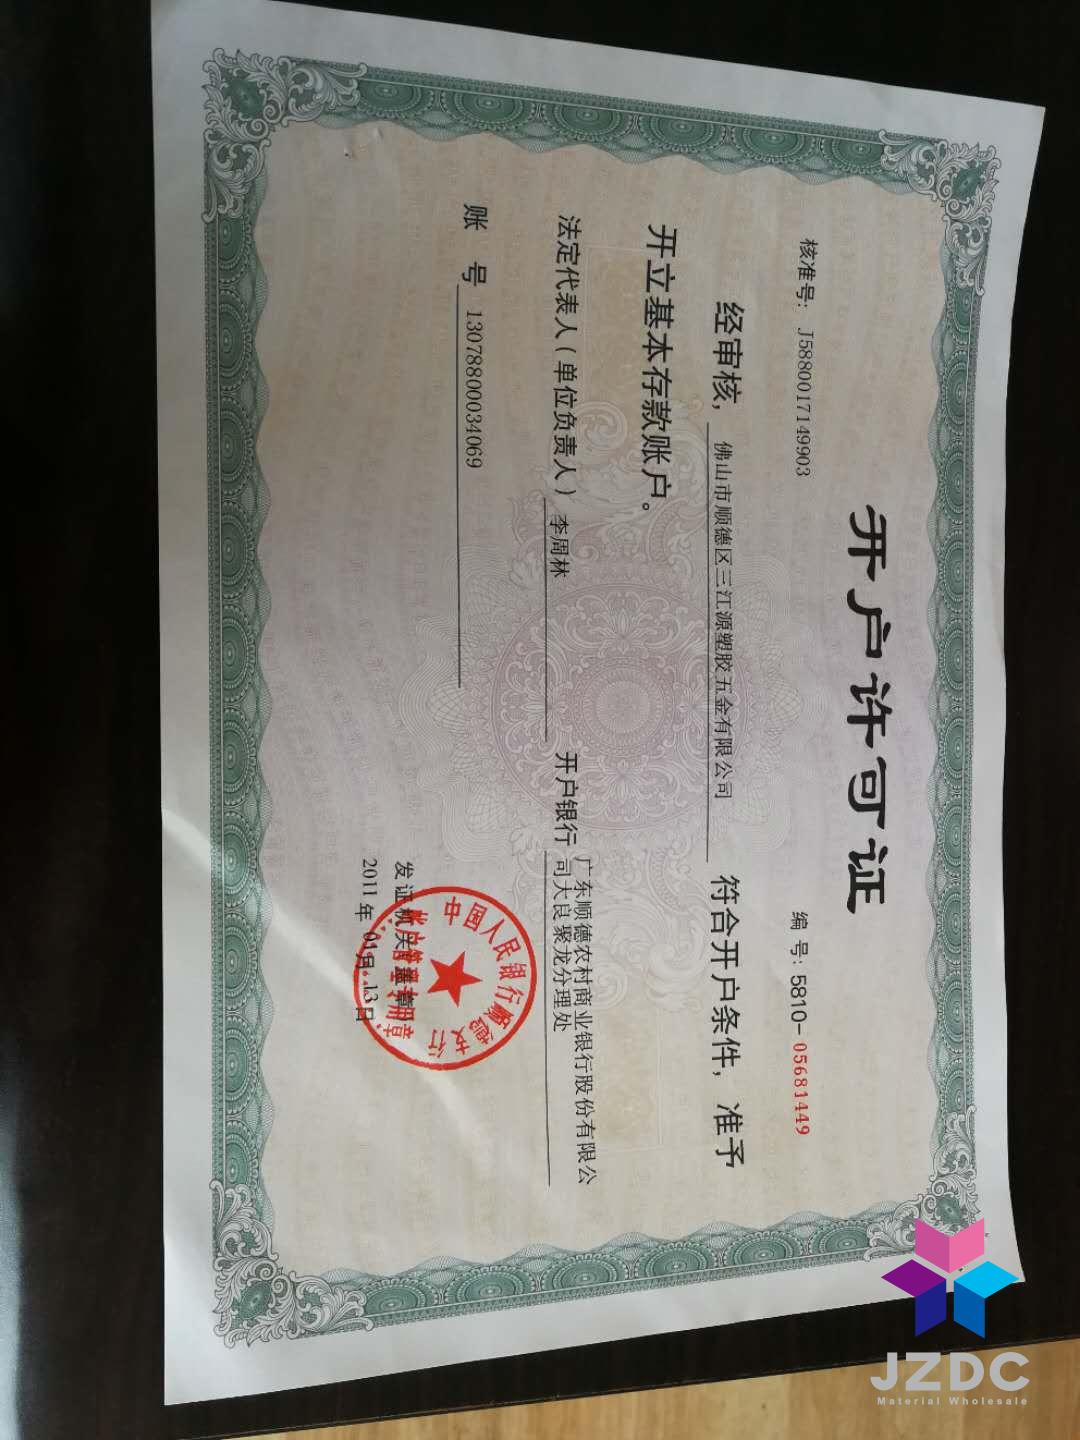 开户许可证
核准号: J5880017149903
编 号: 5810-05681449
经审核, 佛山市顺德区三江源塑胶五金有限公司 符合开户条件, 准予
开立基本存款账户。
法定代表人(单位负责人) 李周林 开户银行 广东顺德农村商业银行股份有限公
司大良聚龙分理处
账 号 13078800034069
发证机关(盖章)
2011 年 01月 13日
中国人民银行顺德支行
账户管理专用章
JZDC
Material Wholesale